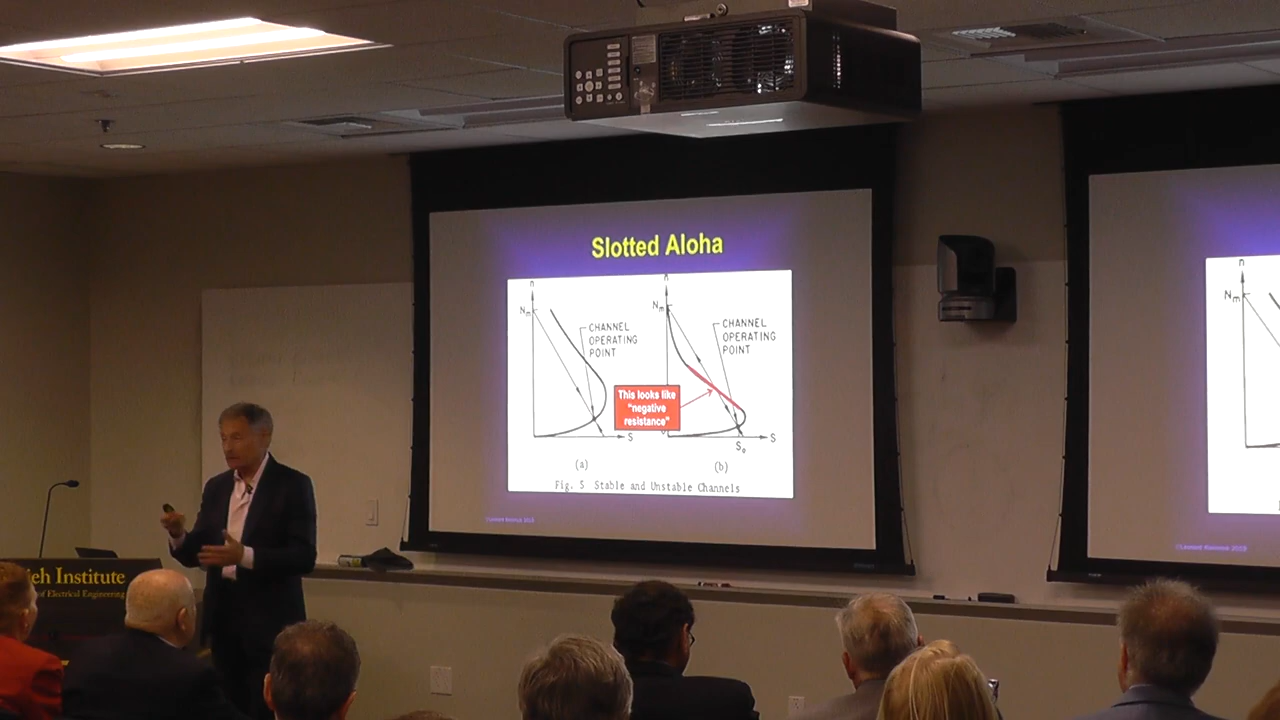 Slotted Aloha
n
n
Nm
Nm
CHANNEL
OPERATING
POINT
CHANNEL
OPERATING
POINT
This looks like
"negative
resistance"
S
S
So
(a)
(b)
Fig. 5 Stable and Unstable Channels
n
Nm
eh Institute
of Electrical Engineering